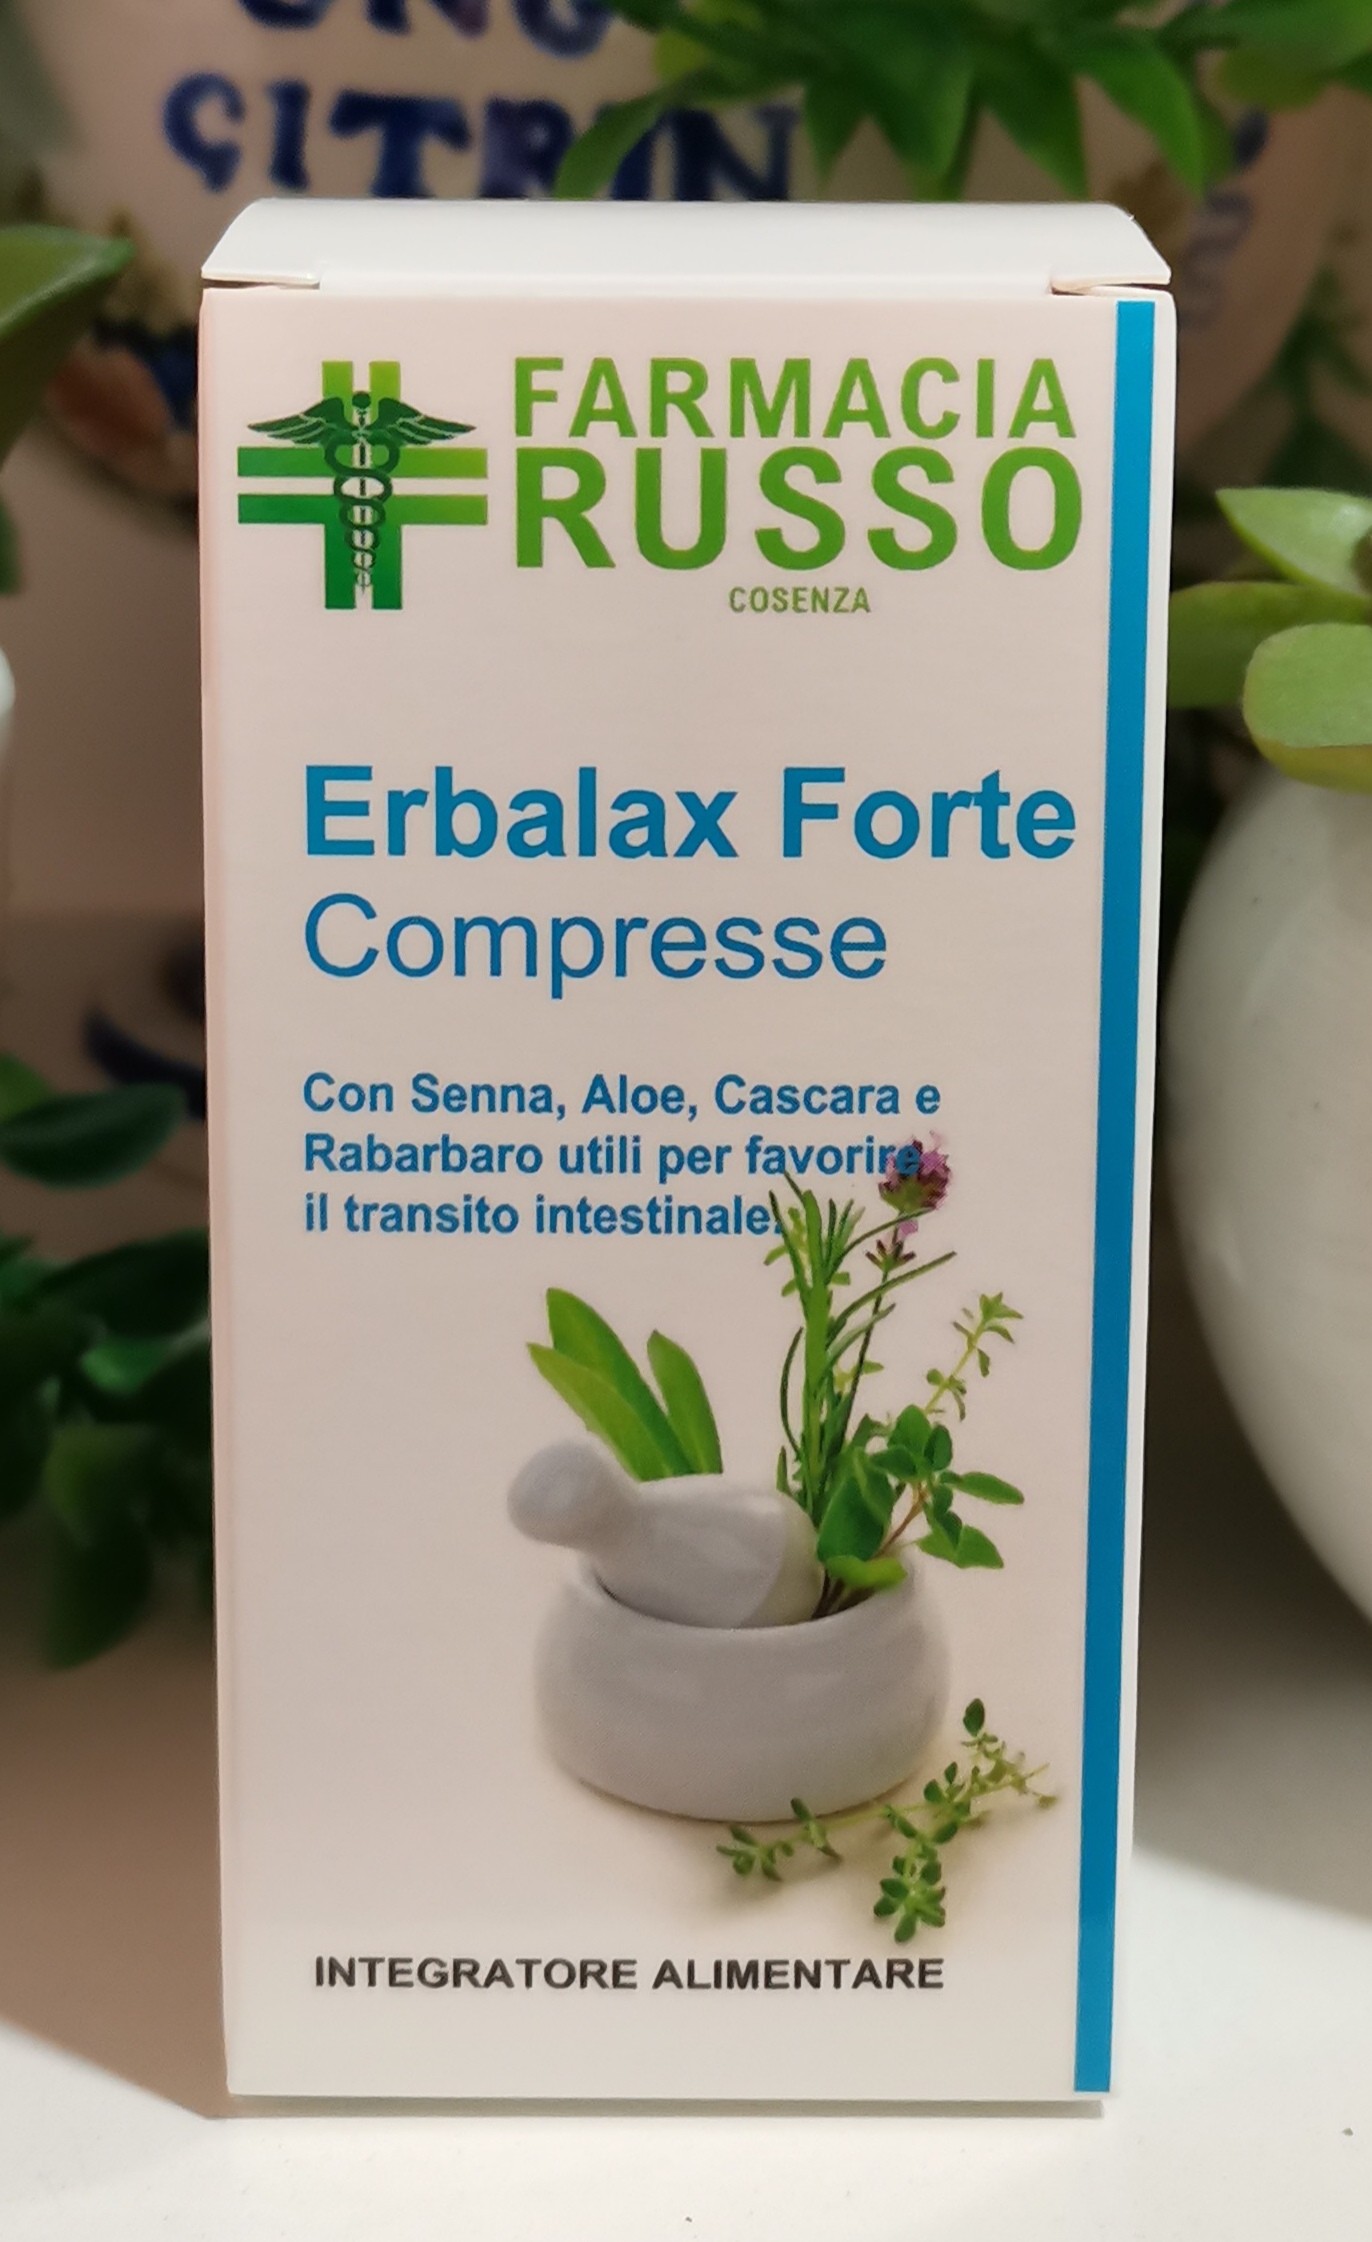 FARMACIA
RUSSO
COSENZA
Erbalax Forte
Compresse
Con Senna, Aloe, Cascara e
Rabarbaro utili per favorire
il transito intestinale.
INTEGRATORE ALIMENTARE